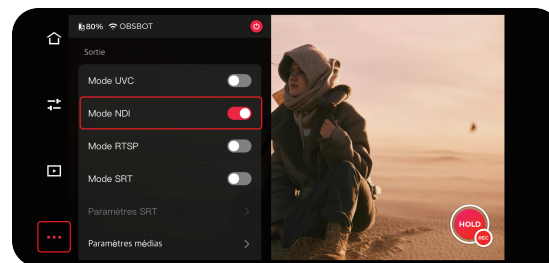 80% OBSBOT
Sortie
Mode UVC
Mode NDI
Mode RTSP
Mode SRT
Paramètres SRT
Paramètres médias
HOLD
REC